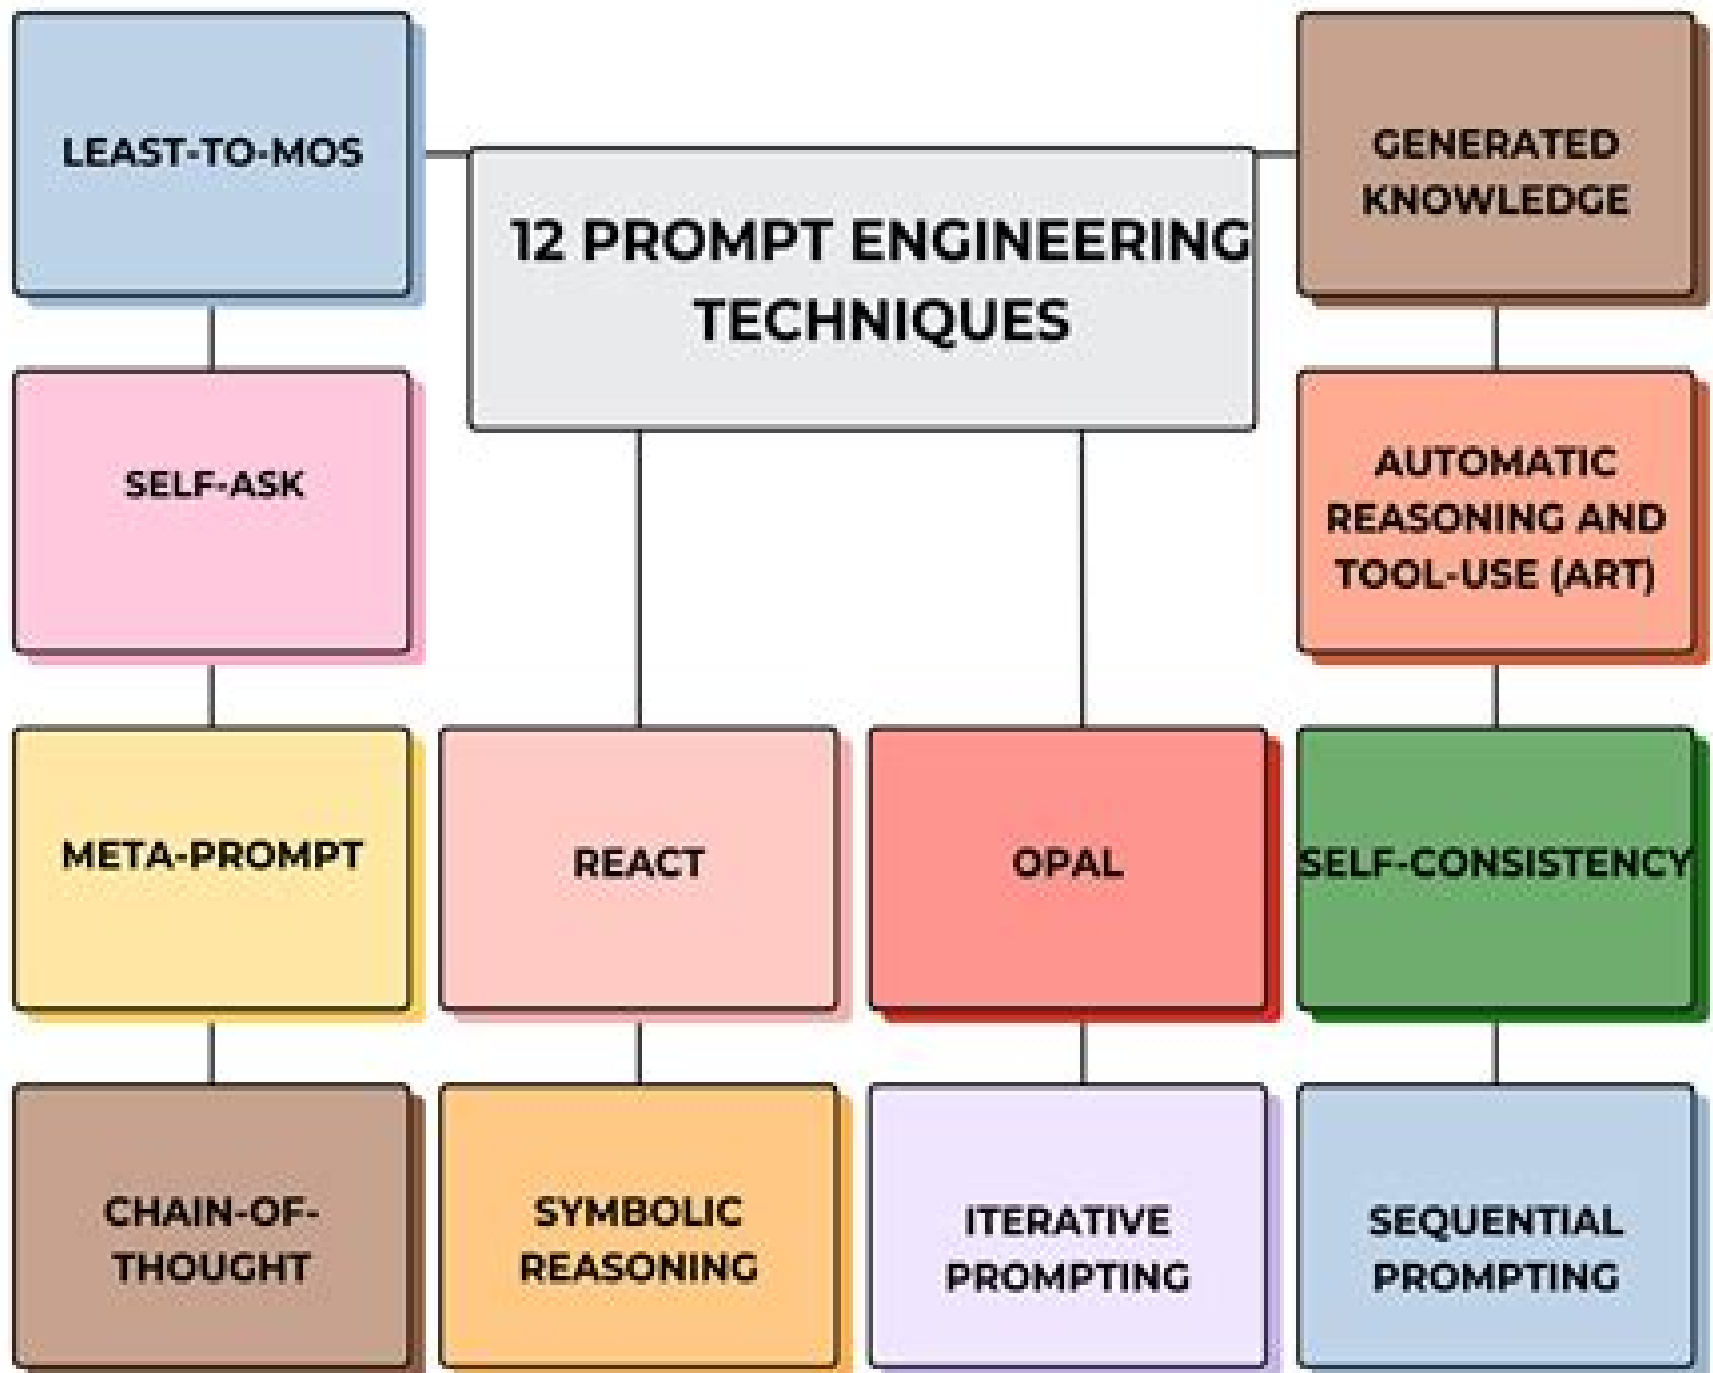 LEAST-TO-MOS
GENERATED
KNOWLEDGE
12 PROMPT ENGINEERING
TECHNIQUES
SELF-ASK
AUTOMATIC
REASONING AND
TOOL-USE (ART)
META-PROMPT
REACT
OPAL
SELF-CONSISTENCY
CHAIN-OF-
THOUGHT
SYMBOLIC
REASONING
ITERATIVE
PROMPTING
SEQUENTIAL
PROMPTING